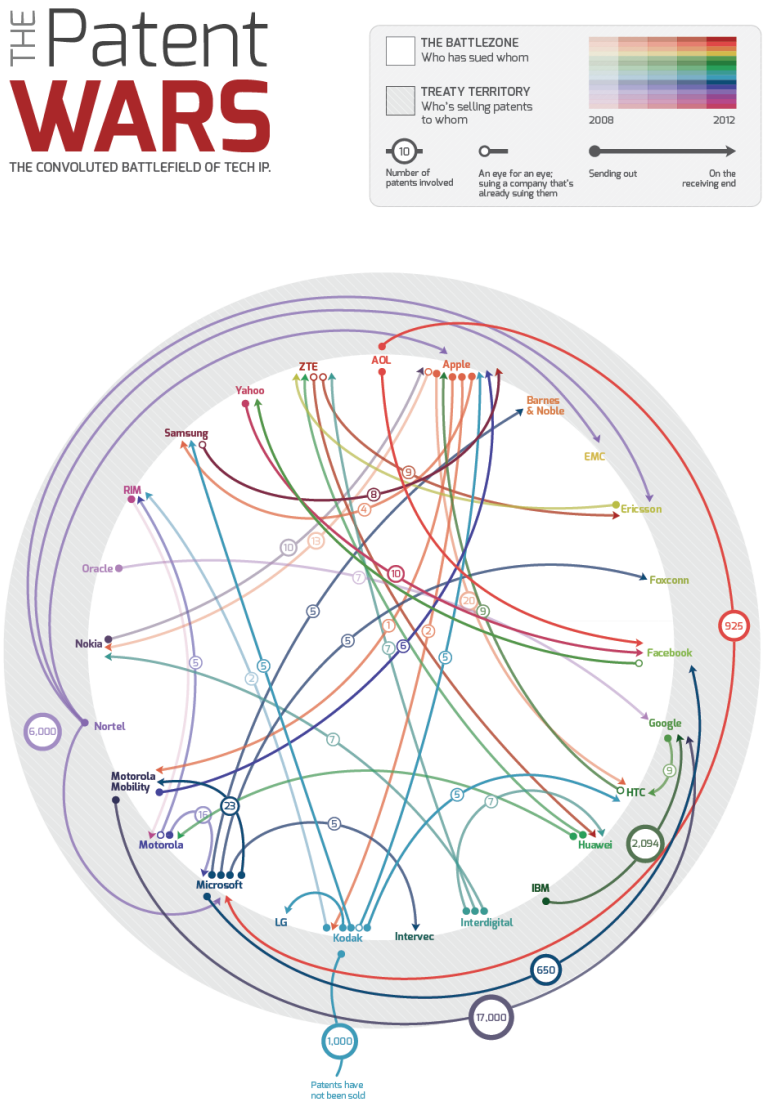 THE Patent
WARS
THE CONVOLUTED BATTLEFIELD OF TECH IP.
THE BATTLEZONE
Who has sued whom
TREATY TERRITORY
Who's selling patents
to whom
2008
2012
10
Number of
patents involved
An eye for an eye;
suing a company that's
already suing them
Sending out
On the
receiving end
AOL
ZTE
Apple
Yahoo
Barnes
& Noble
Samsung
EMC
9
8
RIM
4
Ericsson
13
10
Oracle
7
10
Foxconn
20
9
5
1
925
2
Nokia
5
7
6
Facebook
5
5
5
2
Google
Nortel
6,000
7
9
Motorola
Mobility
5
7
HTC
23
16
5
Motorola
2,094
Huawei
Microsoft
IBM
LG
Kodak
Intervec
Interdigital
650
17,000
1,000
Patents have
not been sold